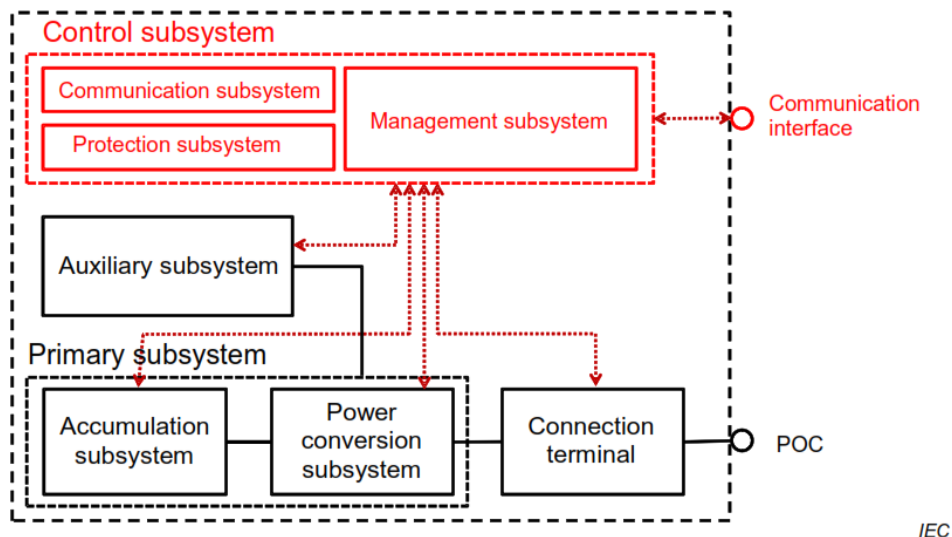 Control subsystem
Communication subsystem
Protection subsystem
Management subsystem
Communication
interface
Auxiliary subsystem
Primary subsystem
Accumulation
subsystem
Power
conversion
subsystem
Connection
terminal
POC
IEC